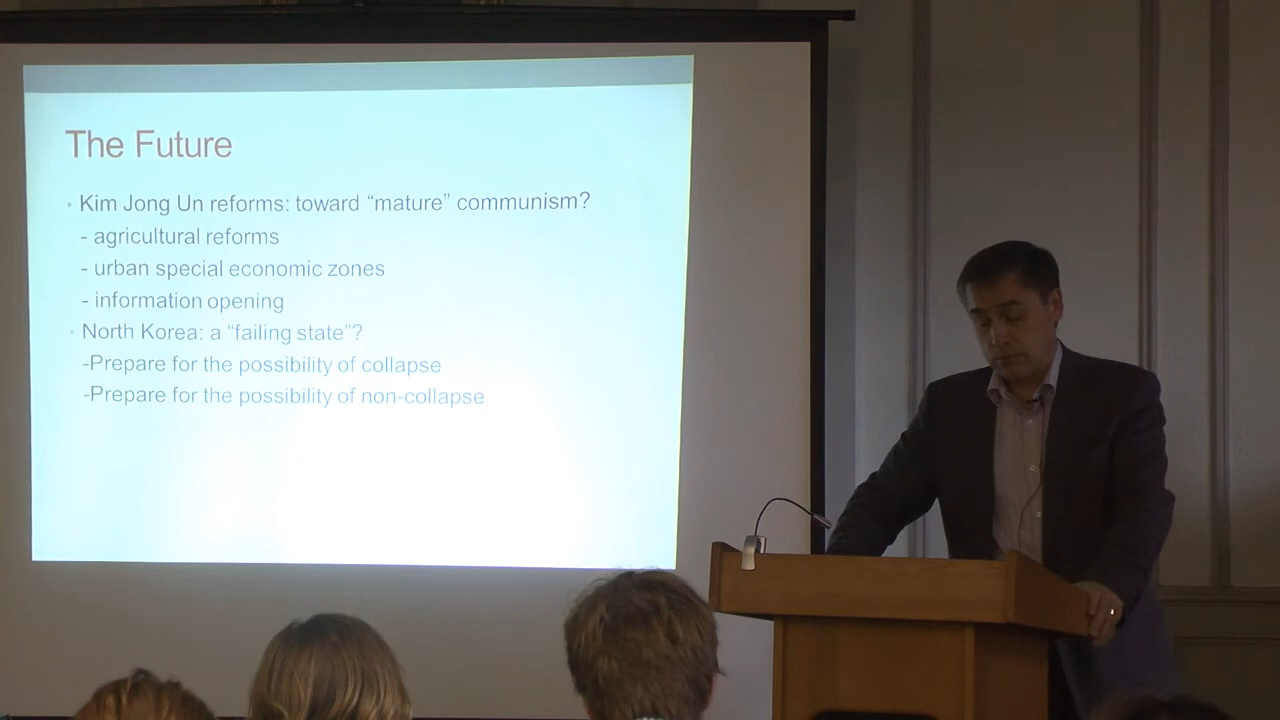 The Future
• Kim Jong Un reforms: toward “mature” communism?
- agricultural reforms
- urban special economic zones
- information opening
• North Korea: a “failing state”?
-Prepare for the possibility of collapse
-Prepare for the possibility of non-collapse